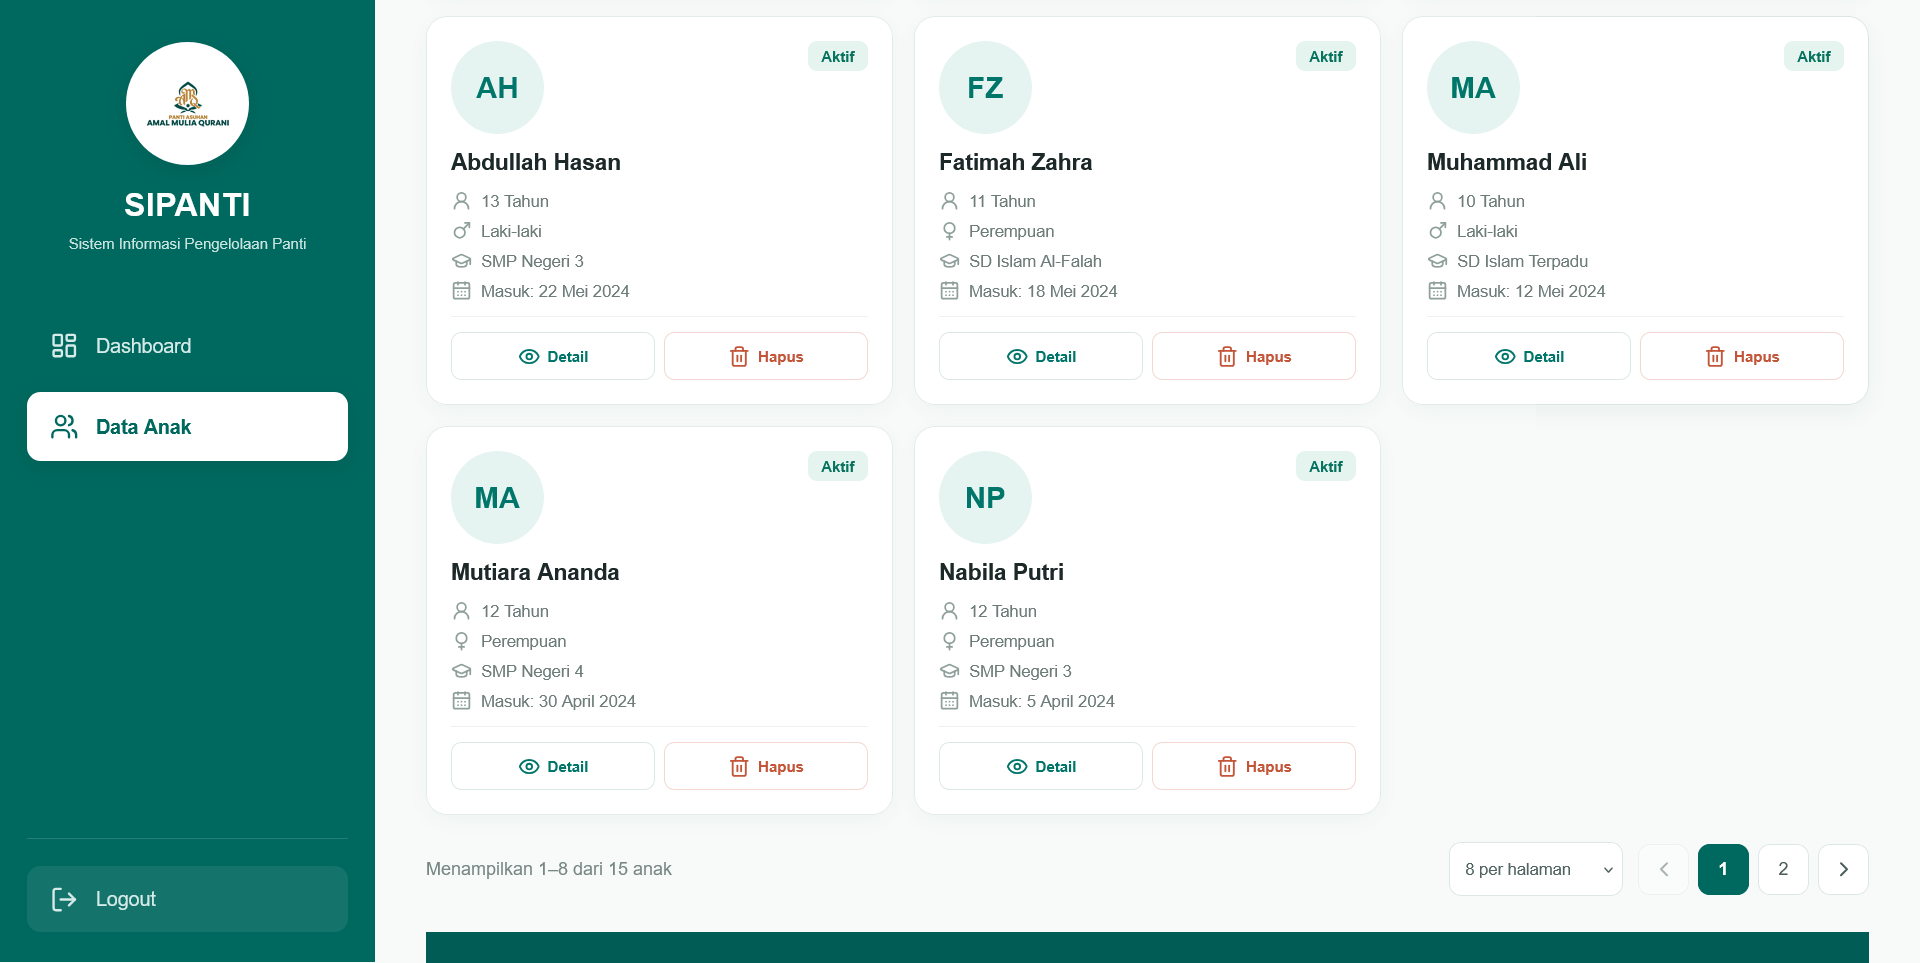 PANTI ASUHAN
AMAL MULIA QURANI
SIPANTI
Sistem Informasi Pengelolaan Panti
Dashboard
Data Anak
Logout
AH
Aktif
Abdullah Hasan
13 Tahun
Laki-laki
SMP Negeri 3
Masuk: 22 Mei 2024
Detail
Hapus
FZ
Aktif
Fatimah Zahra
11 Tahun
Perempuan
SD Islam Al-Falah
Masuk: 18 Mei 2024
Detail
Hapus
MA
Aktif
Muhammad Ali
10 Tahun
Laki-laki
SD Islam Terpadu
Masuk: 12 Mei 2024
Detail
Hapus
MA
Aktif
Mutiara Ananda
12 Tahun
Perempuan
SMP Negeri 4
Masuk: 30 April 2024
Detail
Hapus
NP
Aktif
Nabila Putri
12 Tahun
Perempuan
SMP Negeri 3
Masuk: 5 April 2024
Detail
Hapus
Menampilkan 1–8 dari 15 anak
8 per halaman
1
2